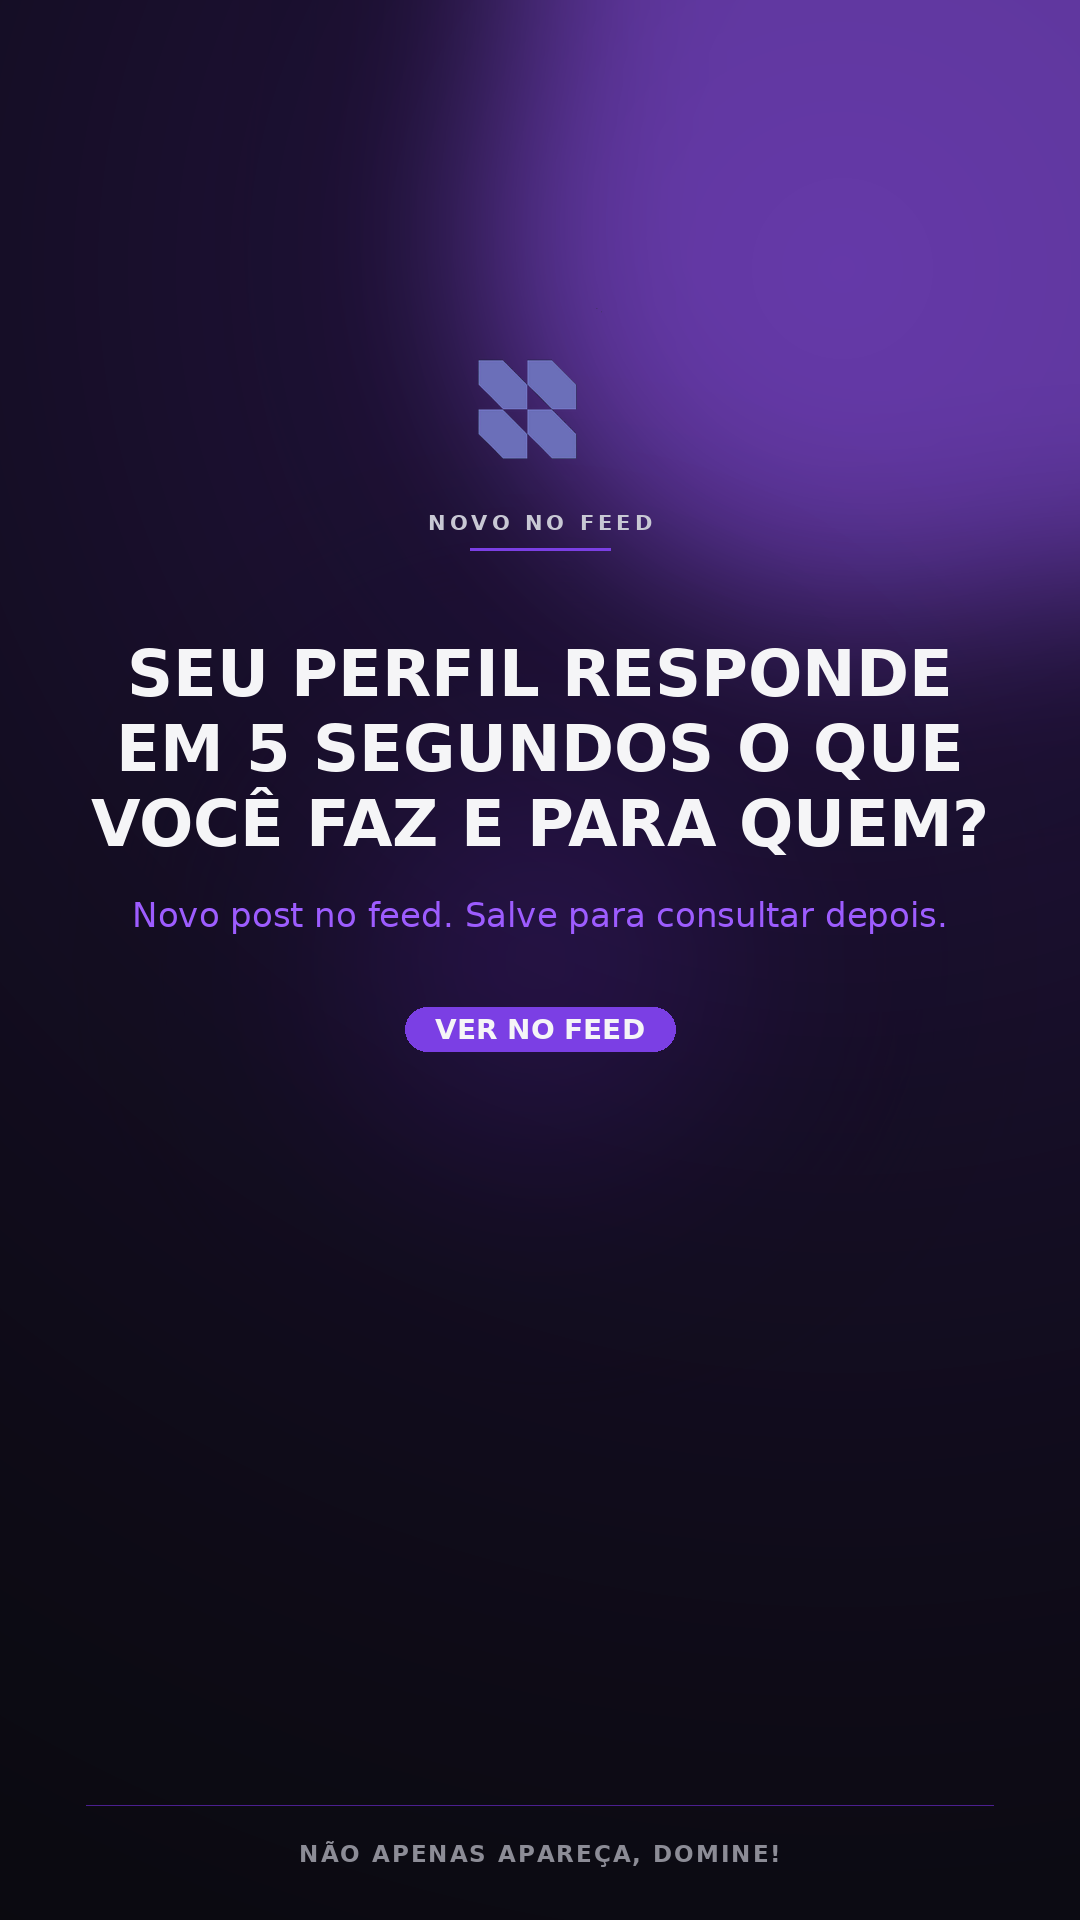 NOVO NO FEED
SEU PERFIL RESPONDE
EM 5 SEGUNDOS O QUE
VOCÊ FAZ E PARA QUEM?
Novo post no feed. Salve para consultar depois.
VER NO FEED
NÃO APENAS APAREÇA, DOMINE!